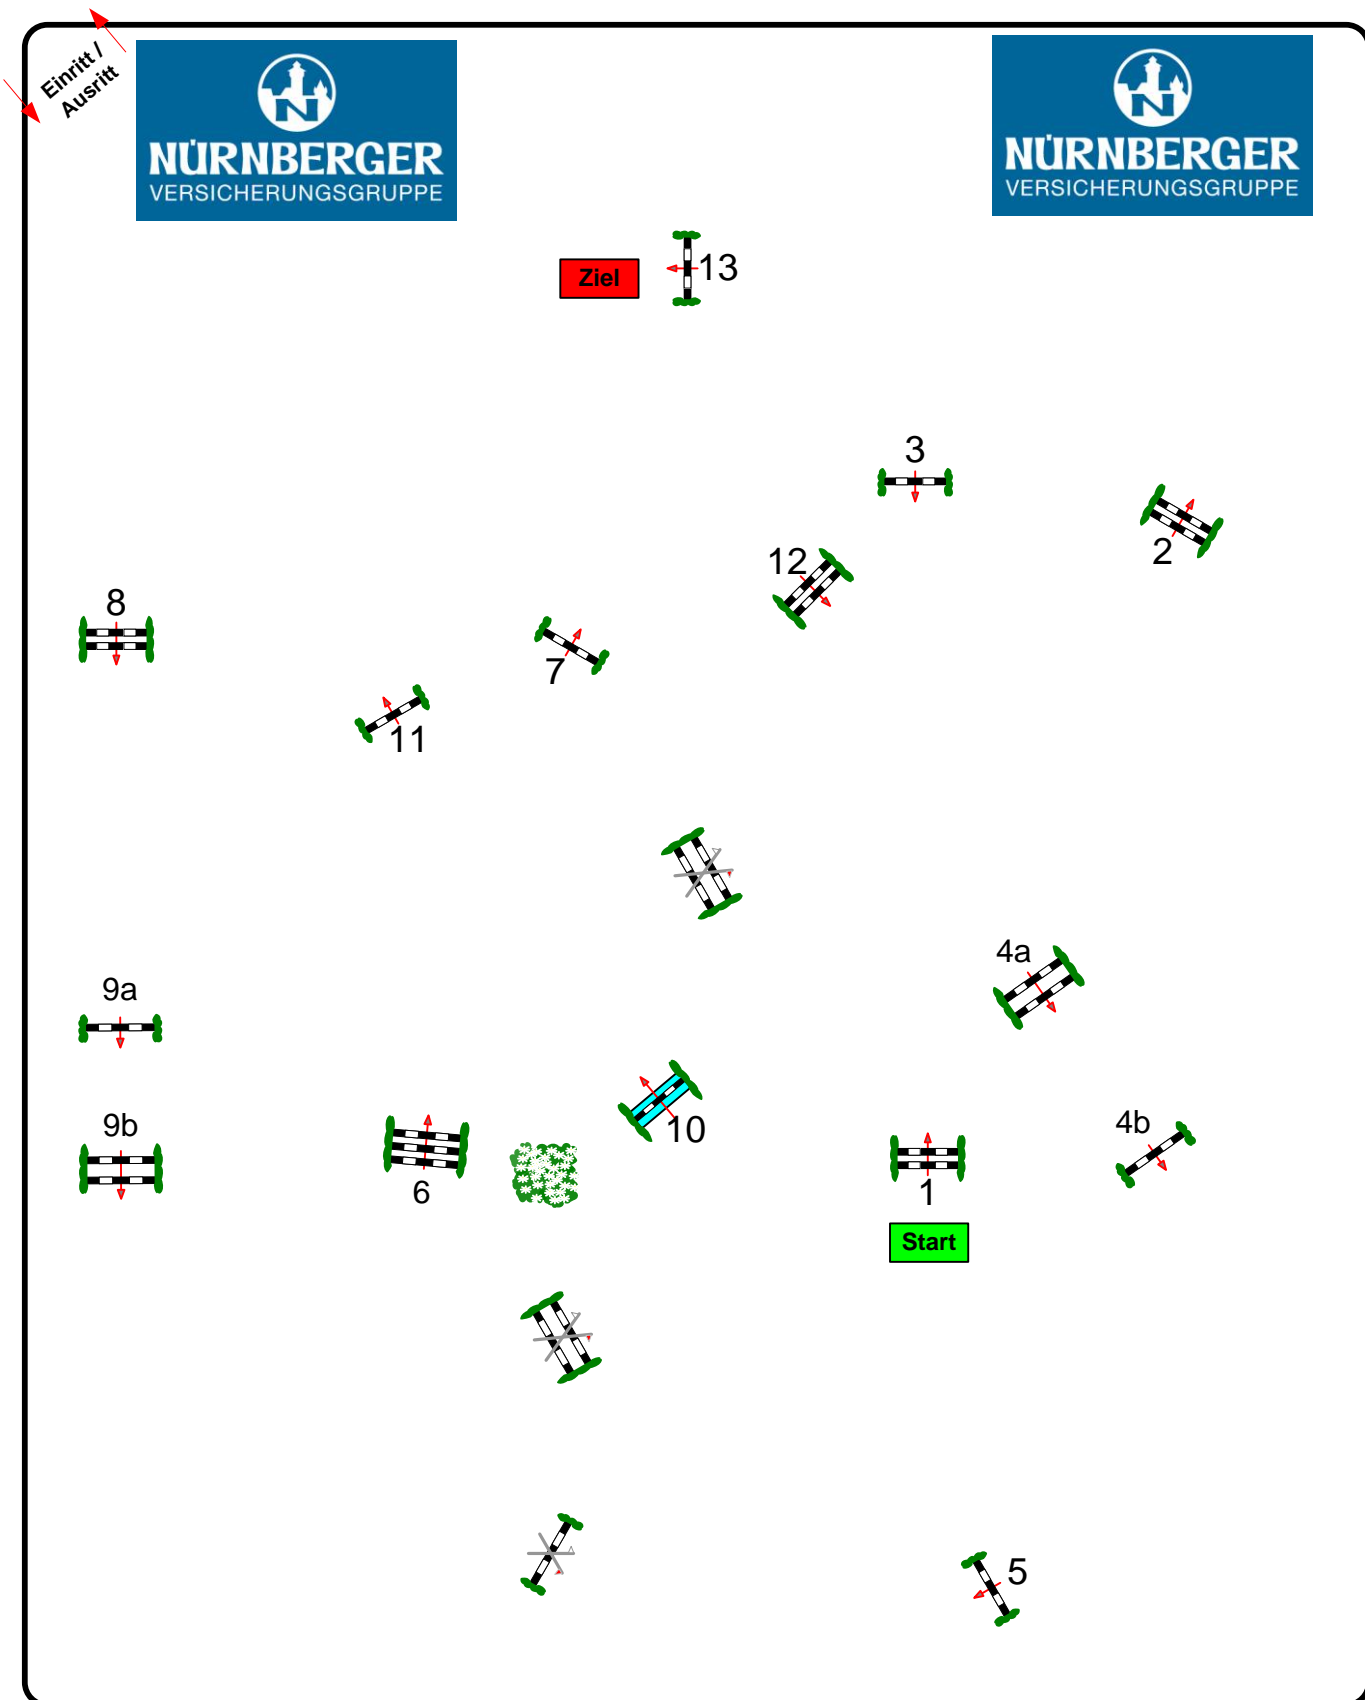 Einritt /
Ausritt
N
NÜRNBERGER
VERSICHERUNGSGRUPPE
N
NÜRNBERGER
VERSICHERUNGSGRUPPE
Ziel
13
3
2
12
8
7
11
4a
9a
10
4b
9b
6
1
Start
5